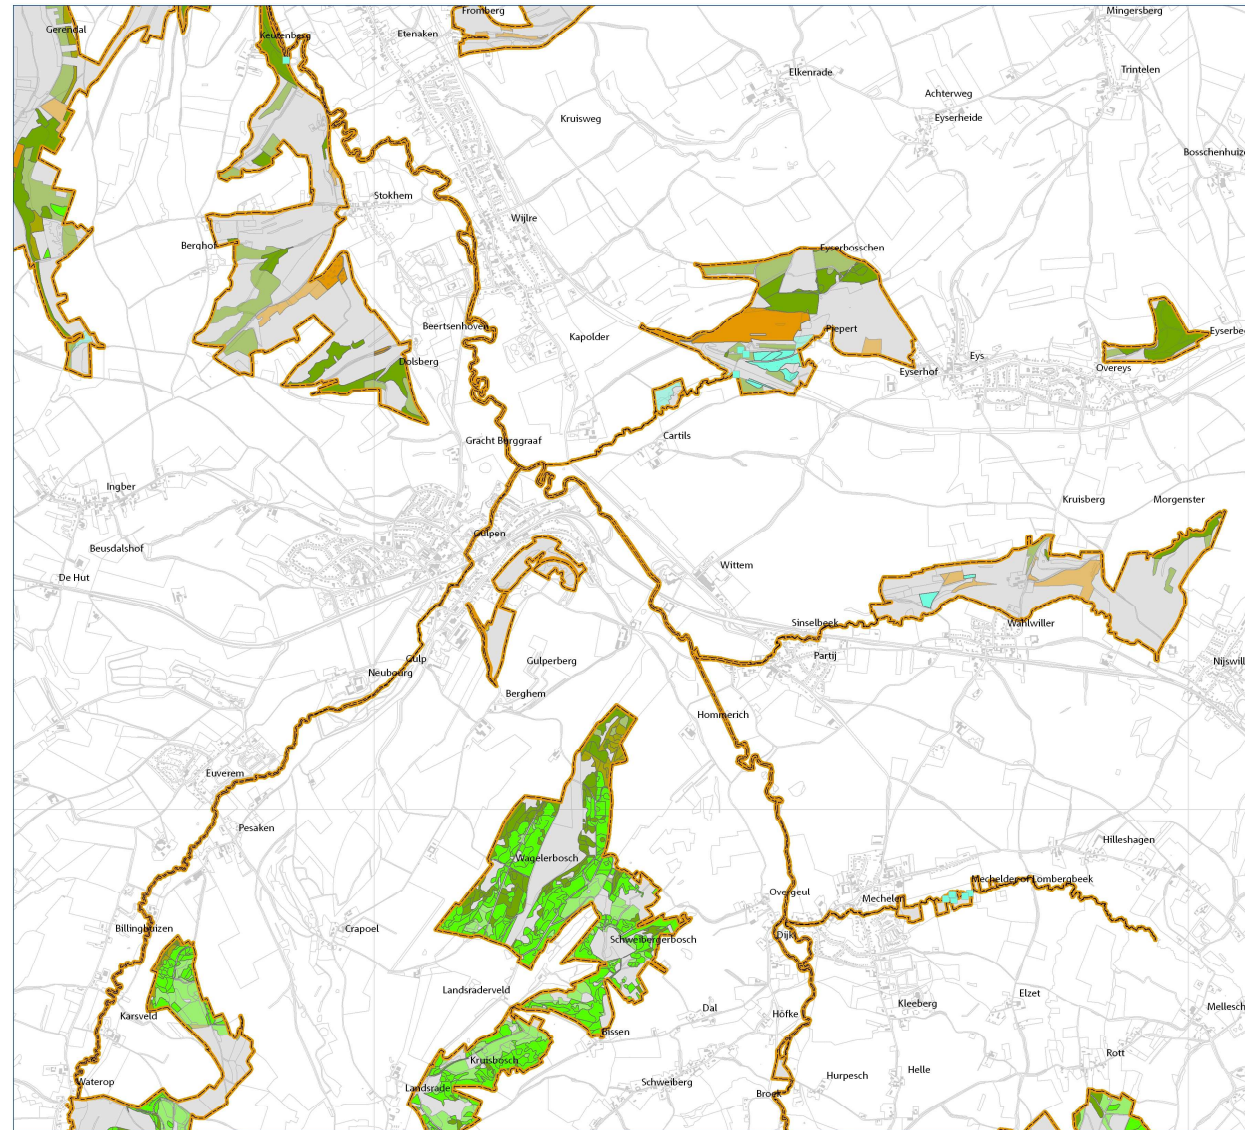 Fromberg
Mingersberg
Gerendal
Keutenberg
Etenaken
Elkenrade
Trintelen
Achterweg
Kruisweg
Eyserheide
Stokhem
Wijlre
Berghof
Eyserbosschen
Beertsenhoven
Kapolder
Piepert
Dolsberg
Eys
Eyserhof
Overeys
Gracht Burggraaf
Cartils
Ingber
Kruisberg
Morgenster
Gulpen
Beusdalshof
Wittem
De Hut
Sinselbeek
Wahlwiller
Partij
Gulp
Gulperberg
Neubourg
Berghem
Hommerich
Euverem
Pesaken
Hilleshagen
Wagelerbosch
Mechelder of Lombergbeek
Overgeul
Mechelen
Billinghuizen
Crapoel
Dijk
Schweibergerbosch
Landsraderveld
Elzet
Kleeberg
Dal
Karsveld
Höfke
Bissen
Rott
Kruisbosch
Helle
Hurpesch
Waterop
Schweiberg
Landsrade
Broek